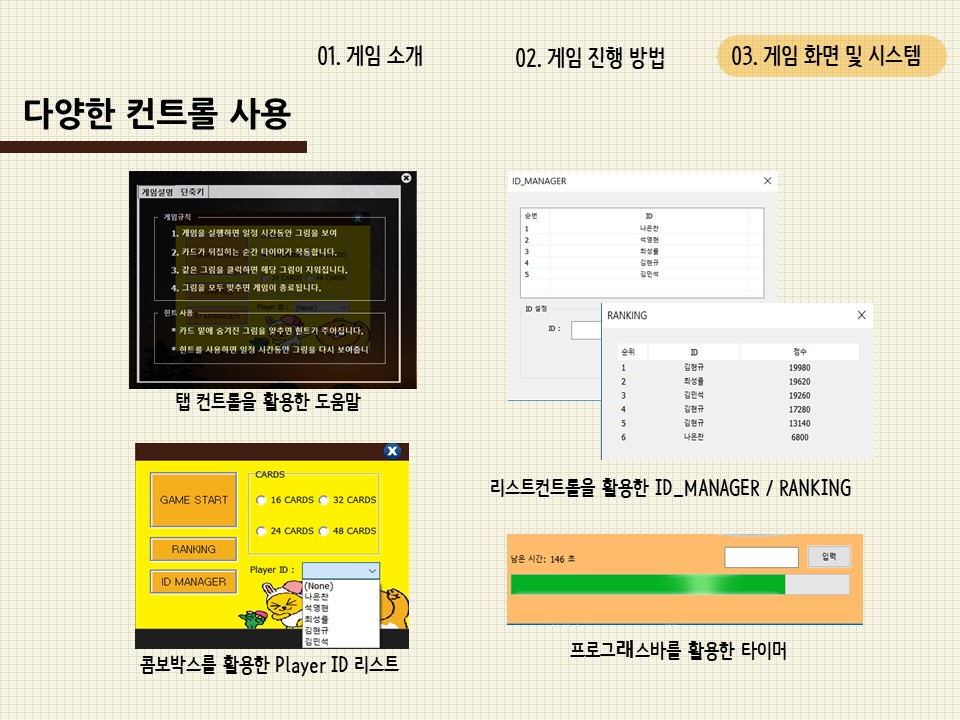 01. 게임 소개
02. 게임 진행 방법
03. 게임 화면 및 시스템
다양한 컨트롤 사용
게임설명 단축키
게임규칙
1. 게임을 실행하면 일정 시간동안 그림을 보여
2. 카드가 뒤집히는 순간 타이머가 작동합니다.
3. 같은 그림을 클릭하면 해당 그림이 지워집니다.
4. 그림을 모두 맞추면 게임이 종료됩니다.
힌트 사용
* 카드 밑에 숨겨진 그림을 맞추면 힌트가 주어집니다.
* 힌트를 사용하면 일정 시간동안 그림을 다시 보여줍니
탭 컨트롤을 활용한 도움말
ID_MANAGER
순번 ID
1 나은찬
2 석영현
3 최성률
4 김현규
5 김민석
ID 설정
ID :
RANKING
순위 ID 점수
1 김현규 19980
2 최성률 19620
3 김민석 19260
4 김현규 17280
5 김현규 13140
6 나은찬 6800
리스트컨트롤을 활용한 ID_MANAGER / RANKING
GAME START
RANKING
ID MANAGER
CARDS
16 CARDS 32 CARDS
24 CARDS 48 CARDS
Player ID :
(None)
나은찬
석영현
최성률
김현규
김민석
콤보박스를 활용한 Player ID 리스트
남은 시간: 146 초
입력
프로그래스바를 활용한 타이머